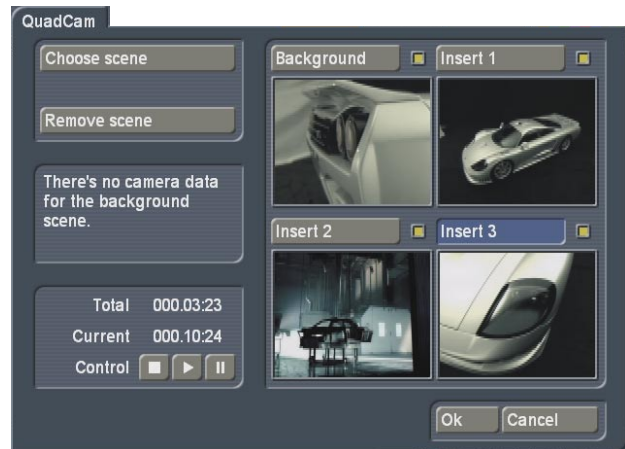 QuadCam
Choose scene
Remove scene
There's no camera data
for the background
scene.
Total 000.03:23
Current 000.10:24
Control
Background
Insert 1
Insert 2
Insert 3
Ok
Cancel